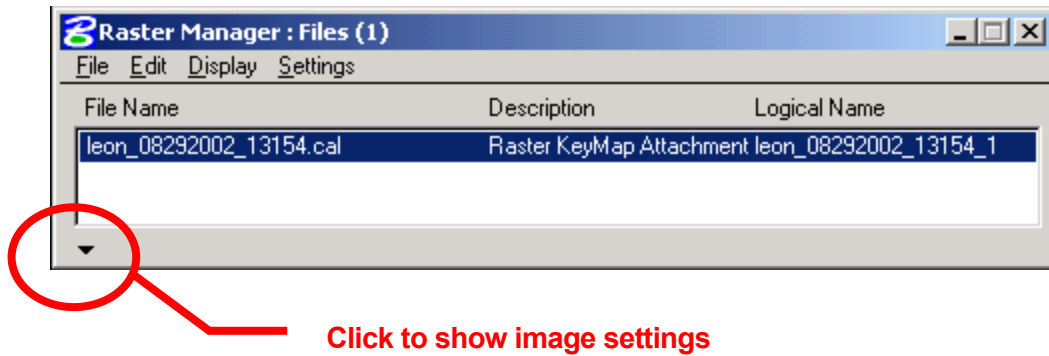 Raster Manager : Files (1)
File Edit Display Settings
File Name Description Logical Name
leon_08292002_13154.cal Raster KeyMap Attachment leon_08292002_13154_1
Click to show image settings